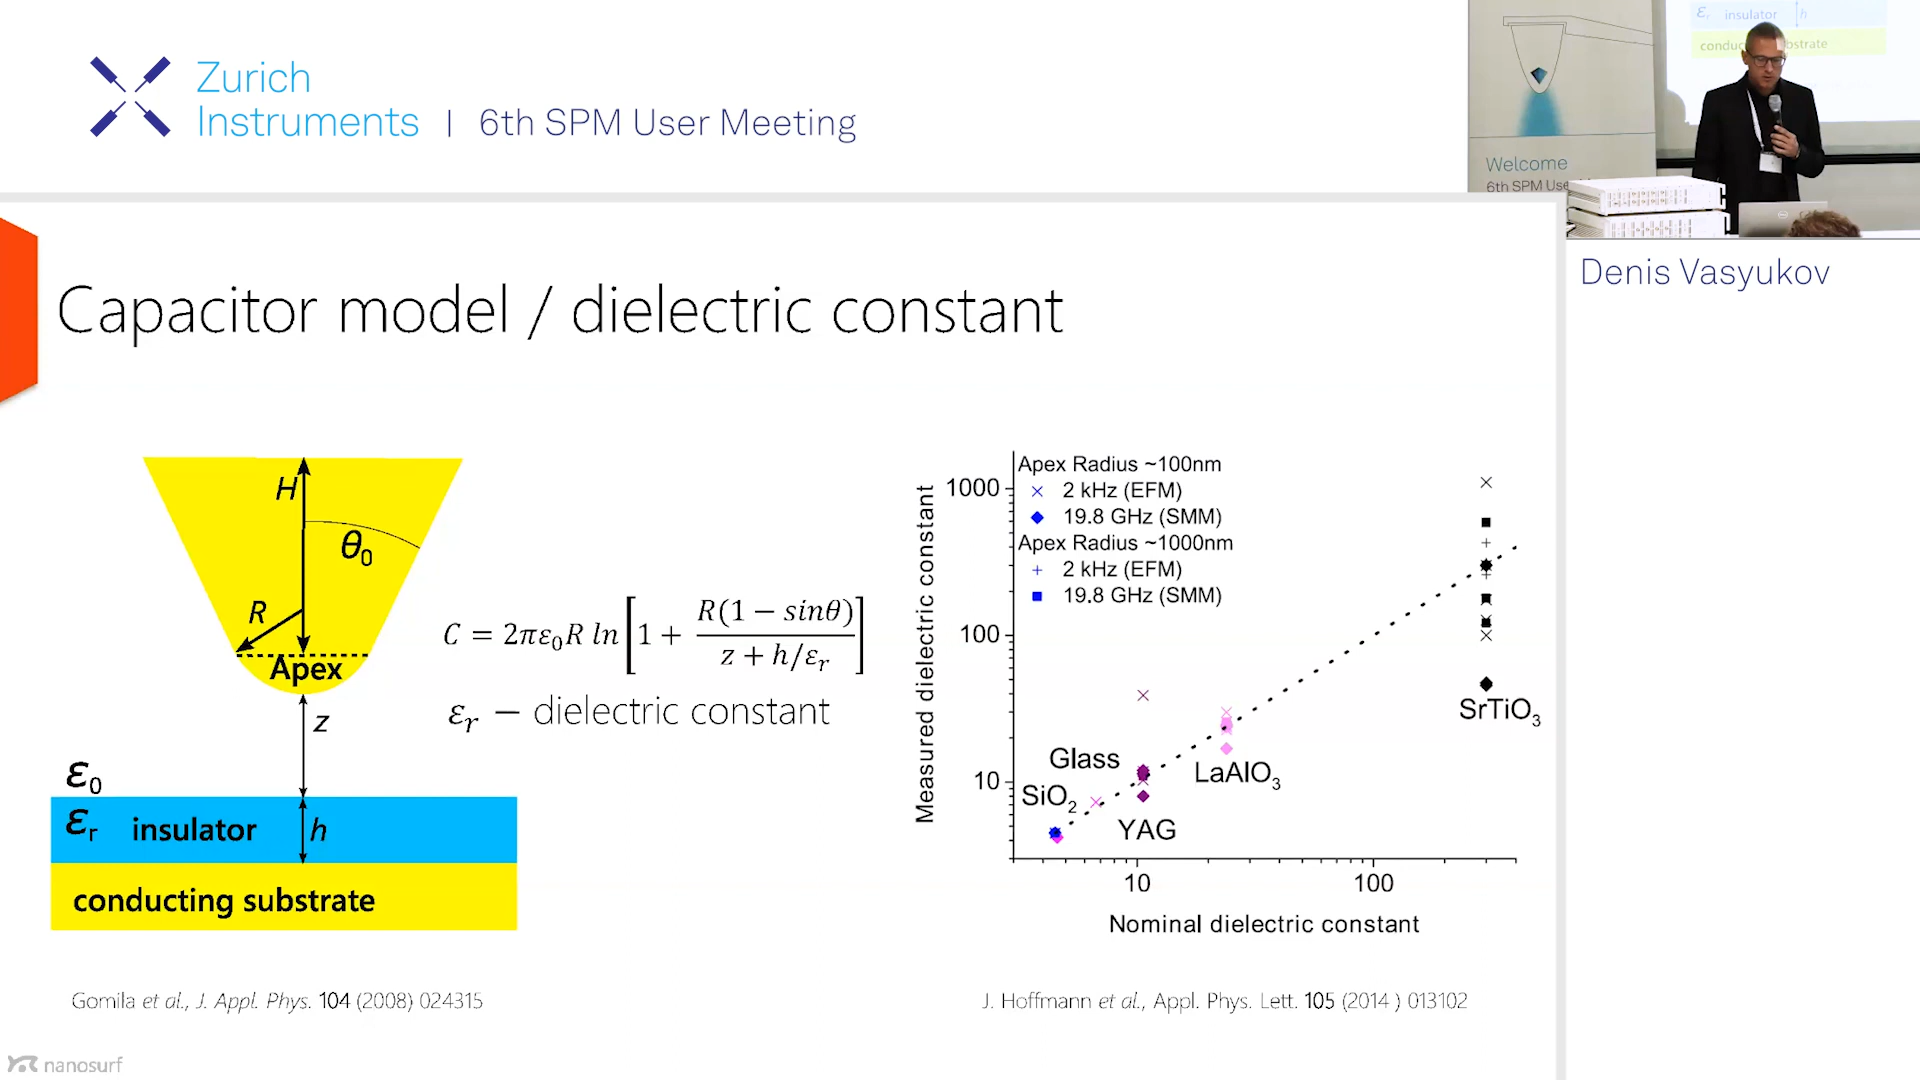 Zurich
Instruments | 6th SPM User Meeting
εr insulator h
Welcome
6th SPM Use
Denis Vasyukov
Capacitor model / dielectric constant
H
θ0
R
Apex
z
ε0
εr insulator h
conducting substrate
C = 2πε0R ln[1 + R(1 − sinθ) / z + h/εr]
εr − dielectric constant
Measured dielectric constant
1000
100
10
Apex Radius ~100nm
2 kHz (EFM)
19.8 GHz (SMM)
Apex Radius ~1000nm
2 kHz (EFM)
19.8 GHz (SMM)
SrTiO3
Glass
LaAlO3
SiO2
YAG
10 100
Nominal dielectric constant
Gomila et al., J. Appl. Phys. 104 (2008) 024315
J. Hoffmann et al., Appl. Phys. Lett. 105 (2014 ) 013102
nanosurf